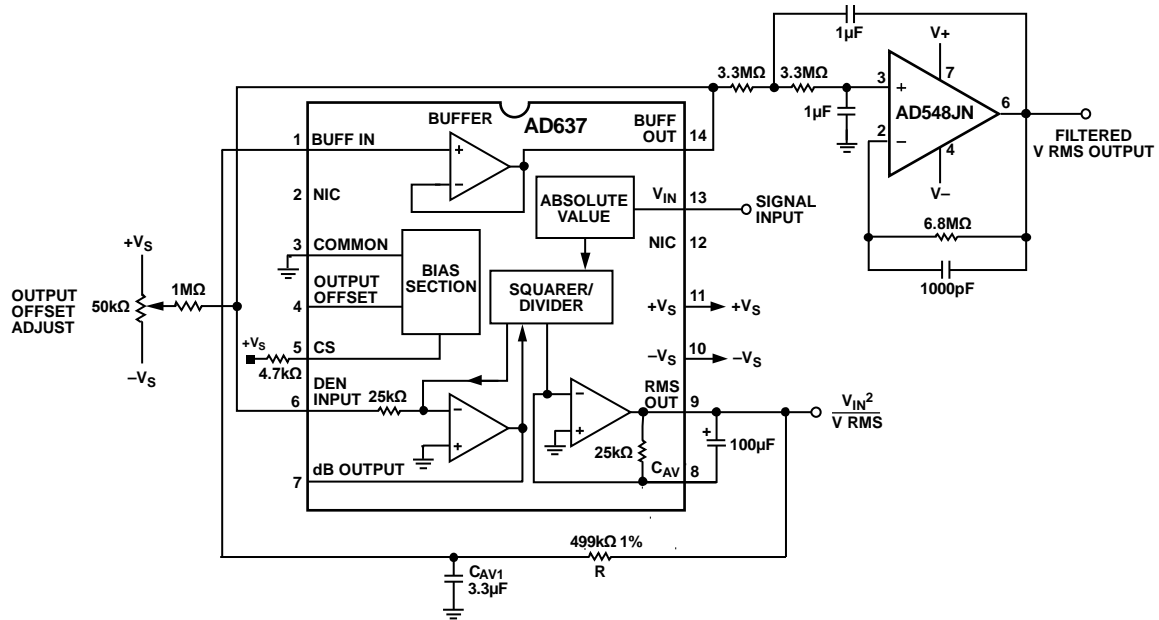 1µF
V+
3.3MΩ 3.3MΩ
3
+
7
AD548JN
6
1µF
2
–
4
V–
FILTERED
V RMS OUTPUT
6.8MΩ
1000pF
BUFFER
AD637
BUFF
OUT
14
1
BUFF IN
+
–
2
NIC
ABSOLUTE
VALUE
VIN
13
SIGNAL
INPUT
3
COMMON
NIC
12
BIAS
SECTION
OUTPUT
OFFSET
4
SQUARER/
DIVIDER
+VS
11
+VS
+VS
OUTPUT
OFFSET
ADJUST
50kΩ
1MΩ
–VS
+VS
4.7kΩ
5
CS
–VS
10
–VS
DEN
INPUT
6
25kΩ
–
+
–
+
RMS
OUT
9
VIN2
V RMS
25kΩ
+
100µF
CAV
8
7
dB OUTPUT
499kΩ 1%
R
CAV1
3.3µF